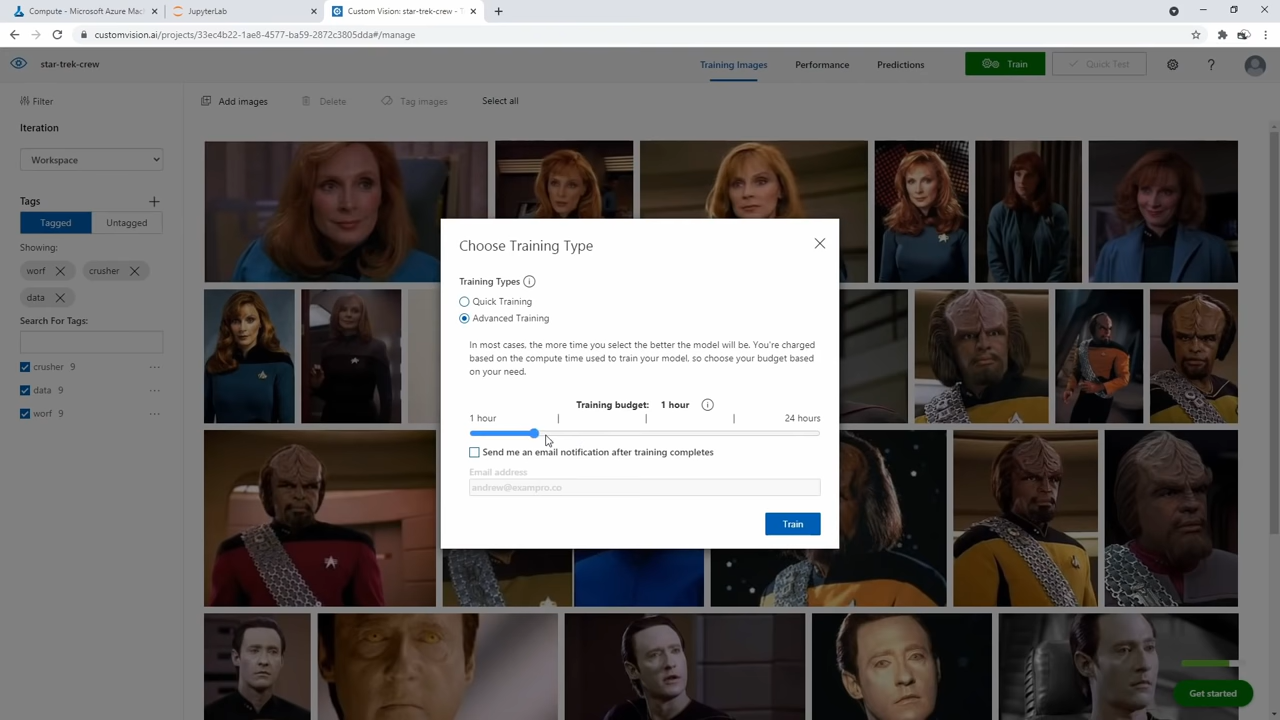 Compute - Microsoft Azure Mac
JupyterLab
Custom Vision: star-trek-crew - T
customvision.ai/projects/33ec4b22-1ae8-4577-ba59-2872c3805dda#/manage
star-trek-crew
Training Images
Performance
Predictions
Train
Quick Test
Filter
Add images
Delete
Tag images
Select all
Iteration
Workspace
Tags
Tagged
Untagged
Showing:
worf
crusher
data
Search For Tags:
crusher 9
data 9
worf 9
Choose Training Type
Training Types
Quick Training
Advanced Training
In most cases, the more time you select the better the model will be. You're charged
based on the compute time used to train your model, so choose your budget based
on your need.
Training budget: 1 hour
1 hour
24 hours
Send me an email notification after training completes
Email address
andrew@exampro.co
Train
Get started